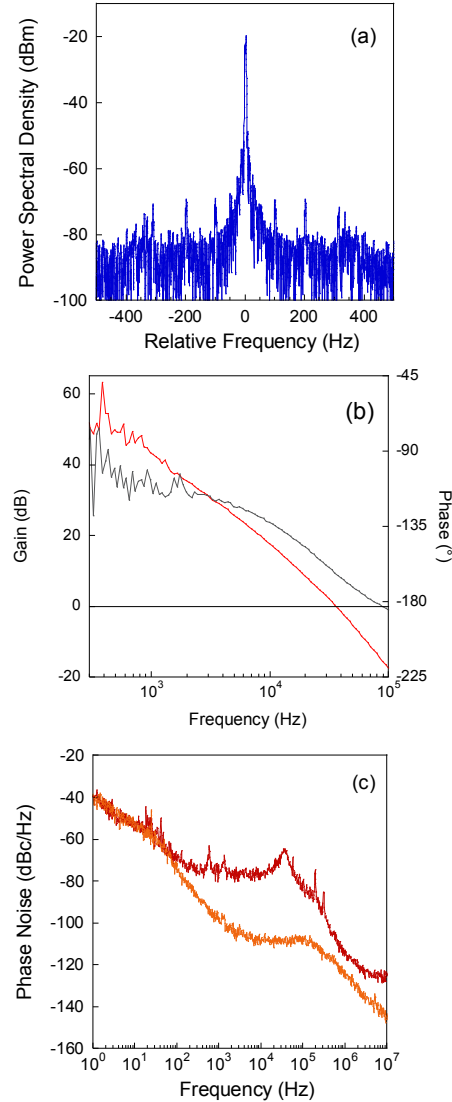 (a)
Power Spectral Density (dBm)
-20
-40
-60
-80
-100
-400 -200 0 200 400
Relative Frequency (Hz)
(b)
Gain (dB)
60
40
20
0
-20
-45
-90
-135
-180
-225
Phase (°)
10³ 10⁴ 10⁵
Frequency (Hz)
(c)
Phase Noise (dBc/Hz)
-20
-40
-60
-80
-100
-120
-140
-160
10⁰ 10¹ 10² 10³ 10⁴ 10⁵ 10⁶ 10⁷
Frequency (Hz)